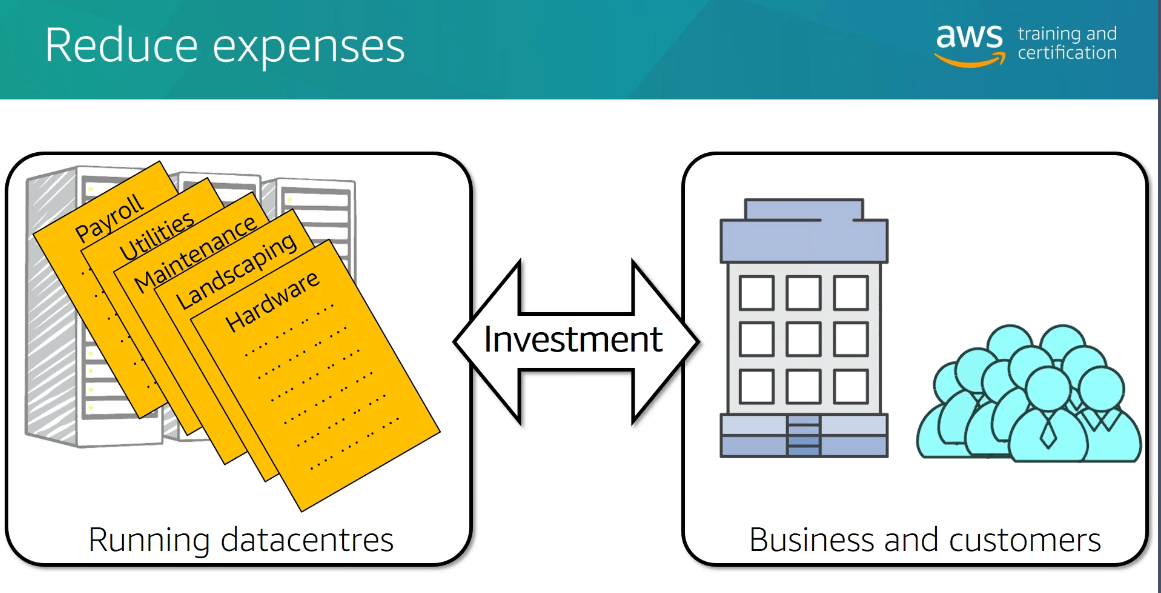 Reduce expenses
aws training and
certification
Payroll
Utilities
Maintenance
Landscaping
Hardware
Investment
Running datacentres
Business and customers